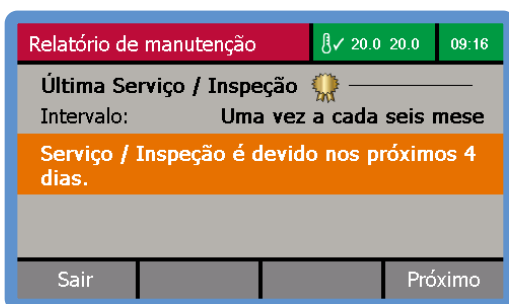 Relatório de manutenção 20.0 20.0 09:16
Última Serviço / Inspeção
Intervalo: Uma vez a cada seis mese
Serviço / Inspeção é devido nos próximos 4
dias.
Sair Próximo